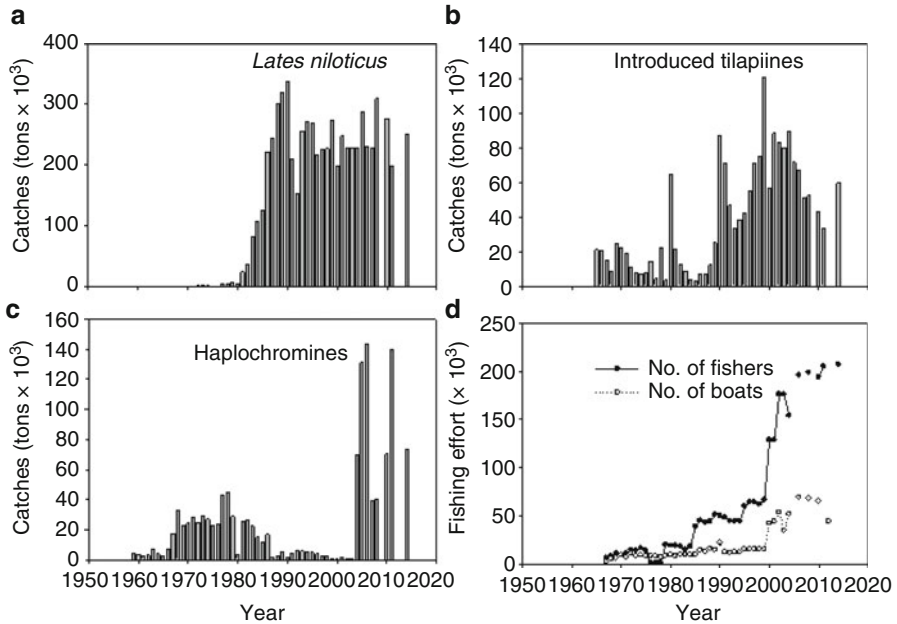 a
400
300
200
100
0
Catches (tons × 10³)
Lates niloticus
b
140
120
100
80
60
40
20
0
Catches (tons × 10³)
Introduced tilapiines
c
160
140
120
100
80
60
40
20
0
1950 1960 1970 1980 1990 2000 2010 2020
Catches (tons × 10³)
Haplochromines
Year
d
250
200
150
100
50
0
1950 1960 1970 1980 1990 2000 2010 2020
Fishing effort (× 10³)
No. of fishers
No. of boats
Year